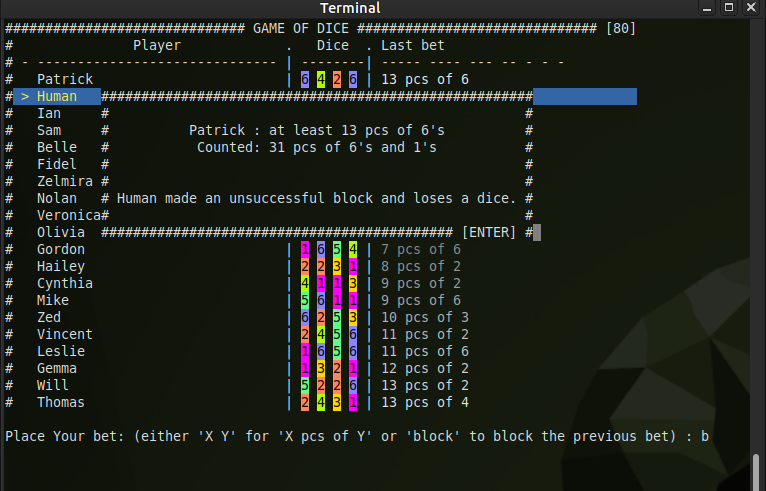 Terminal
############################## GAME OF DICE ############################## [80]
# Player . Dice . Last bet
# - ------------------------------ | -- -- -- | ----- ---- --- -- - - -
# Patrick | 6 4 2 6 | 13 pcs of 6
# > Human ######################################################
# Ian # #
# Sam # Patrick : at least 13 pcs of 6's #
# Belle # Counted: 31 pcs of 6's and 1's #
# Fidel # #
# Zelmira # #
# Nolan # Human made an unsuccessful block and loses a dice. #
# Veronica# #
# Olivia ############################################ [ENTER] #
# Gordon | 1 6 5 4 | 7 pcs of 6
# Hailey | 2 2 3 1 | 8 pcs of 2
# Cynthia | 4 1 1 3 | 9 pcs of 2
# Mike | 5 6 1 1 | 9 pcs of 6
# Zed | 6 2 5 3 | 10 pcs of 3
# Vincent | 2 4 5 6 | 11 pcs of 2
# Leslie | 1 6 5 6 | 11 pcs of 6
# Gemma | 1 3 2 1 | 12 pcs of 2
# Will | 5 2 2 6 | 13 pcs of 2
# Thomas | 2 4 3 1 | 13 pcs of 4
Place Your bet: (either 'X Y' for 'X pcs of Y' or 'block' to block the previous bet) : b